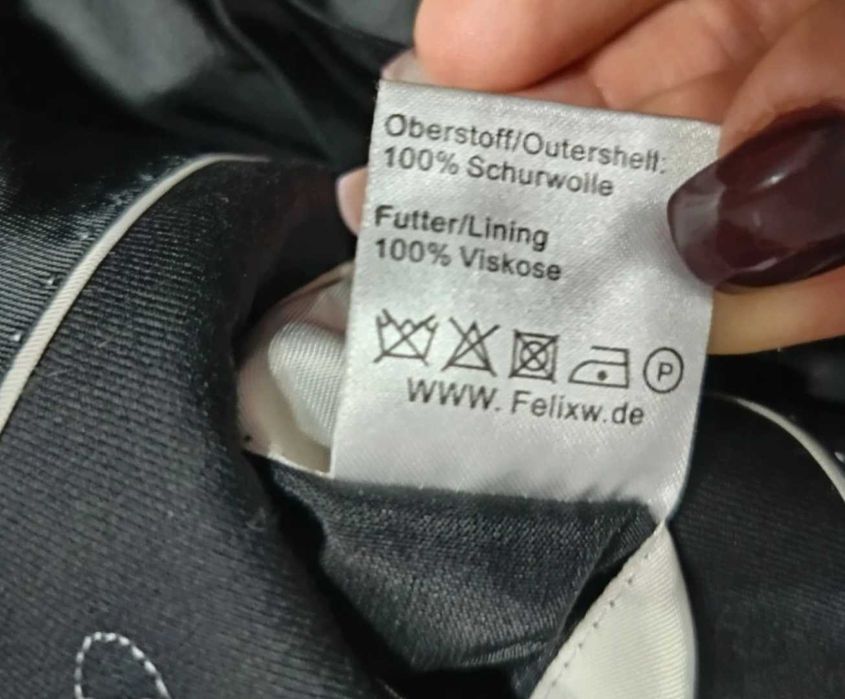 Oberstoff/Outershell:
100% Schurwolle
Futter/Lining
100% Viskose
P
WWW. Felixw.de